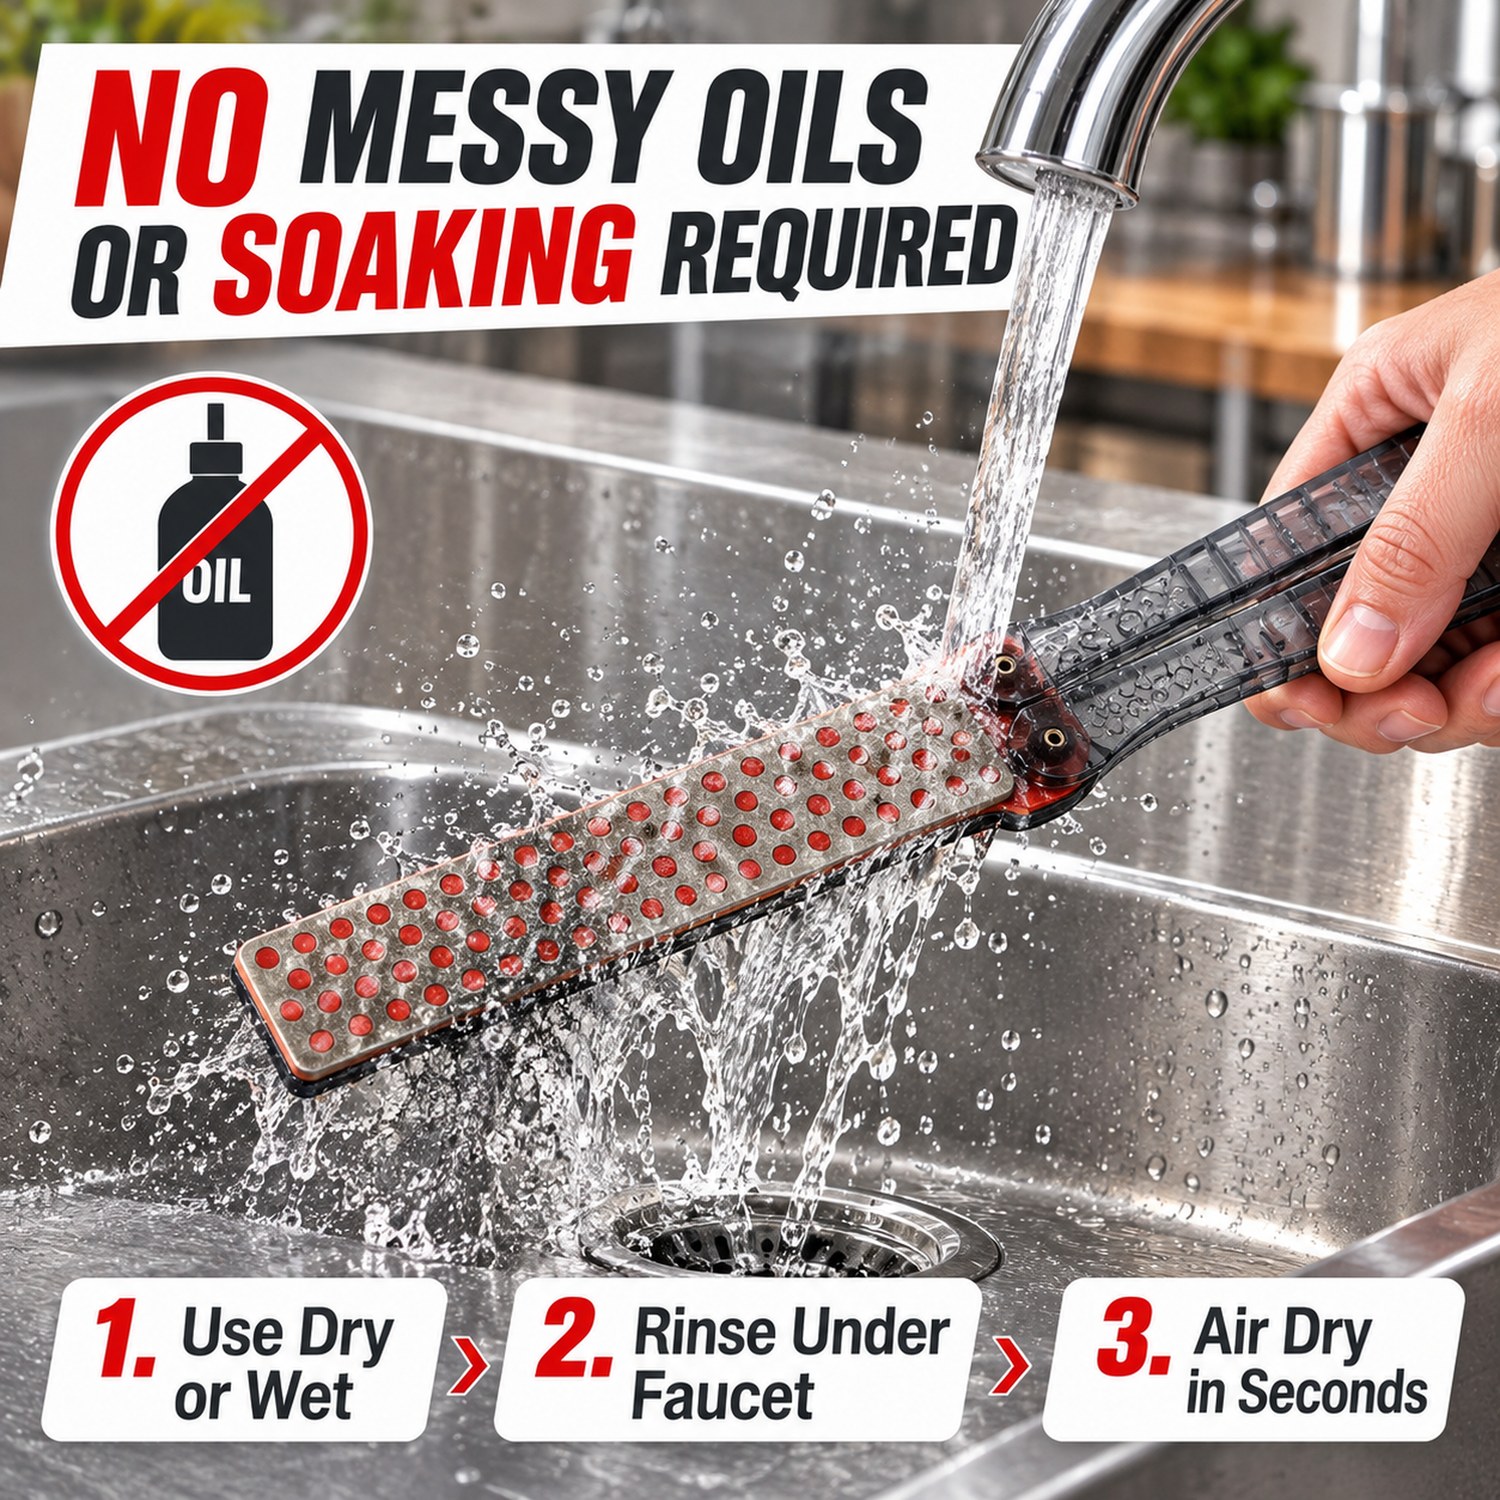 NO MESSY OILS
OR SOAKING REQUIRED
OIL
1. Use Dry
or Wet
2. Rinse Under
Faucet
3. Air Dry
in Seconds